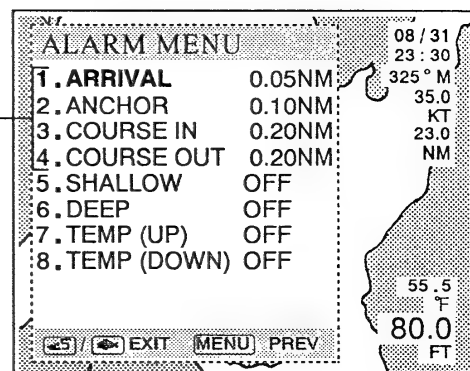 ALARM MENU
1.ARRIVAL 0.05NM
2.ANCHOR 0.10NM
3.COURSE IN 0.20NM
4.COURSE OUT 0.20NM
5.SHALLOW OFF
6.DEEP OFF
7.TEMP (UP) OFF
8.TEMP (DOWN) OFF
/ EXIT MENU PREV
08/31
23:30
325°M
35.0
KT
23.0
NM
55.5
°F
80.0
FT